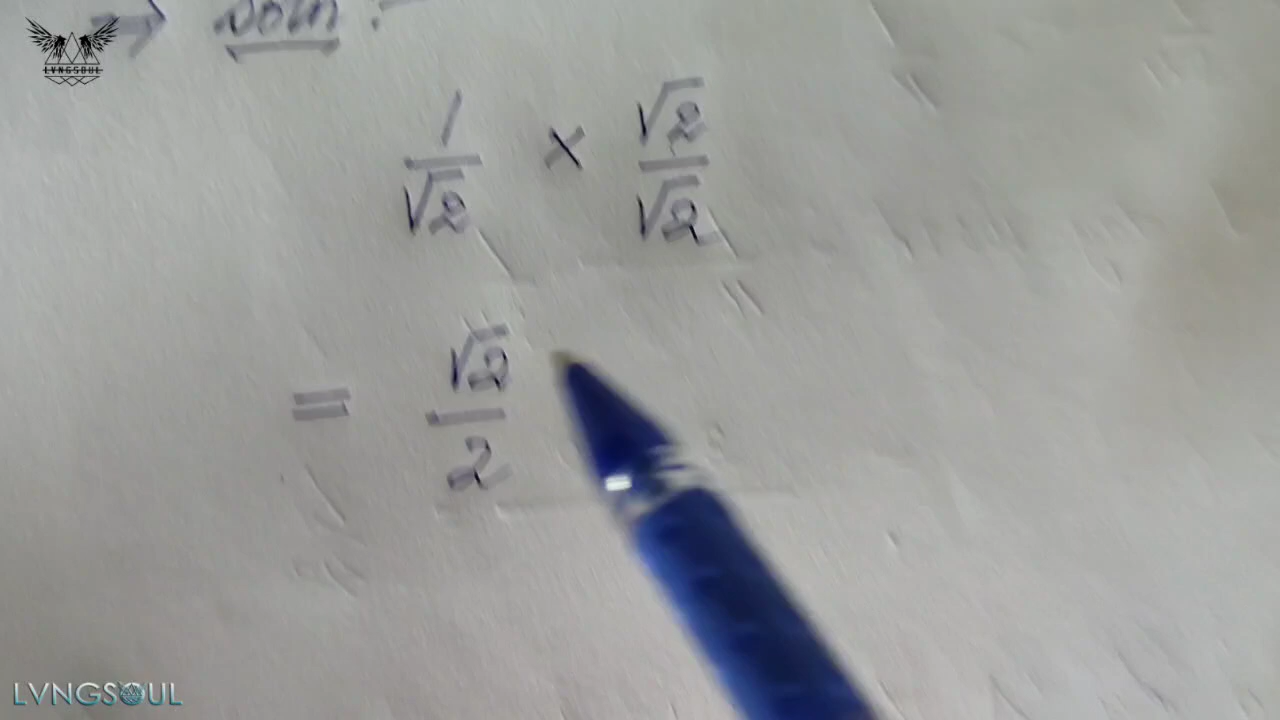 LVNGSOUL
→ Soln :-
1/√2 × √2/√2
= √2/2
LVNGSOUL